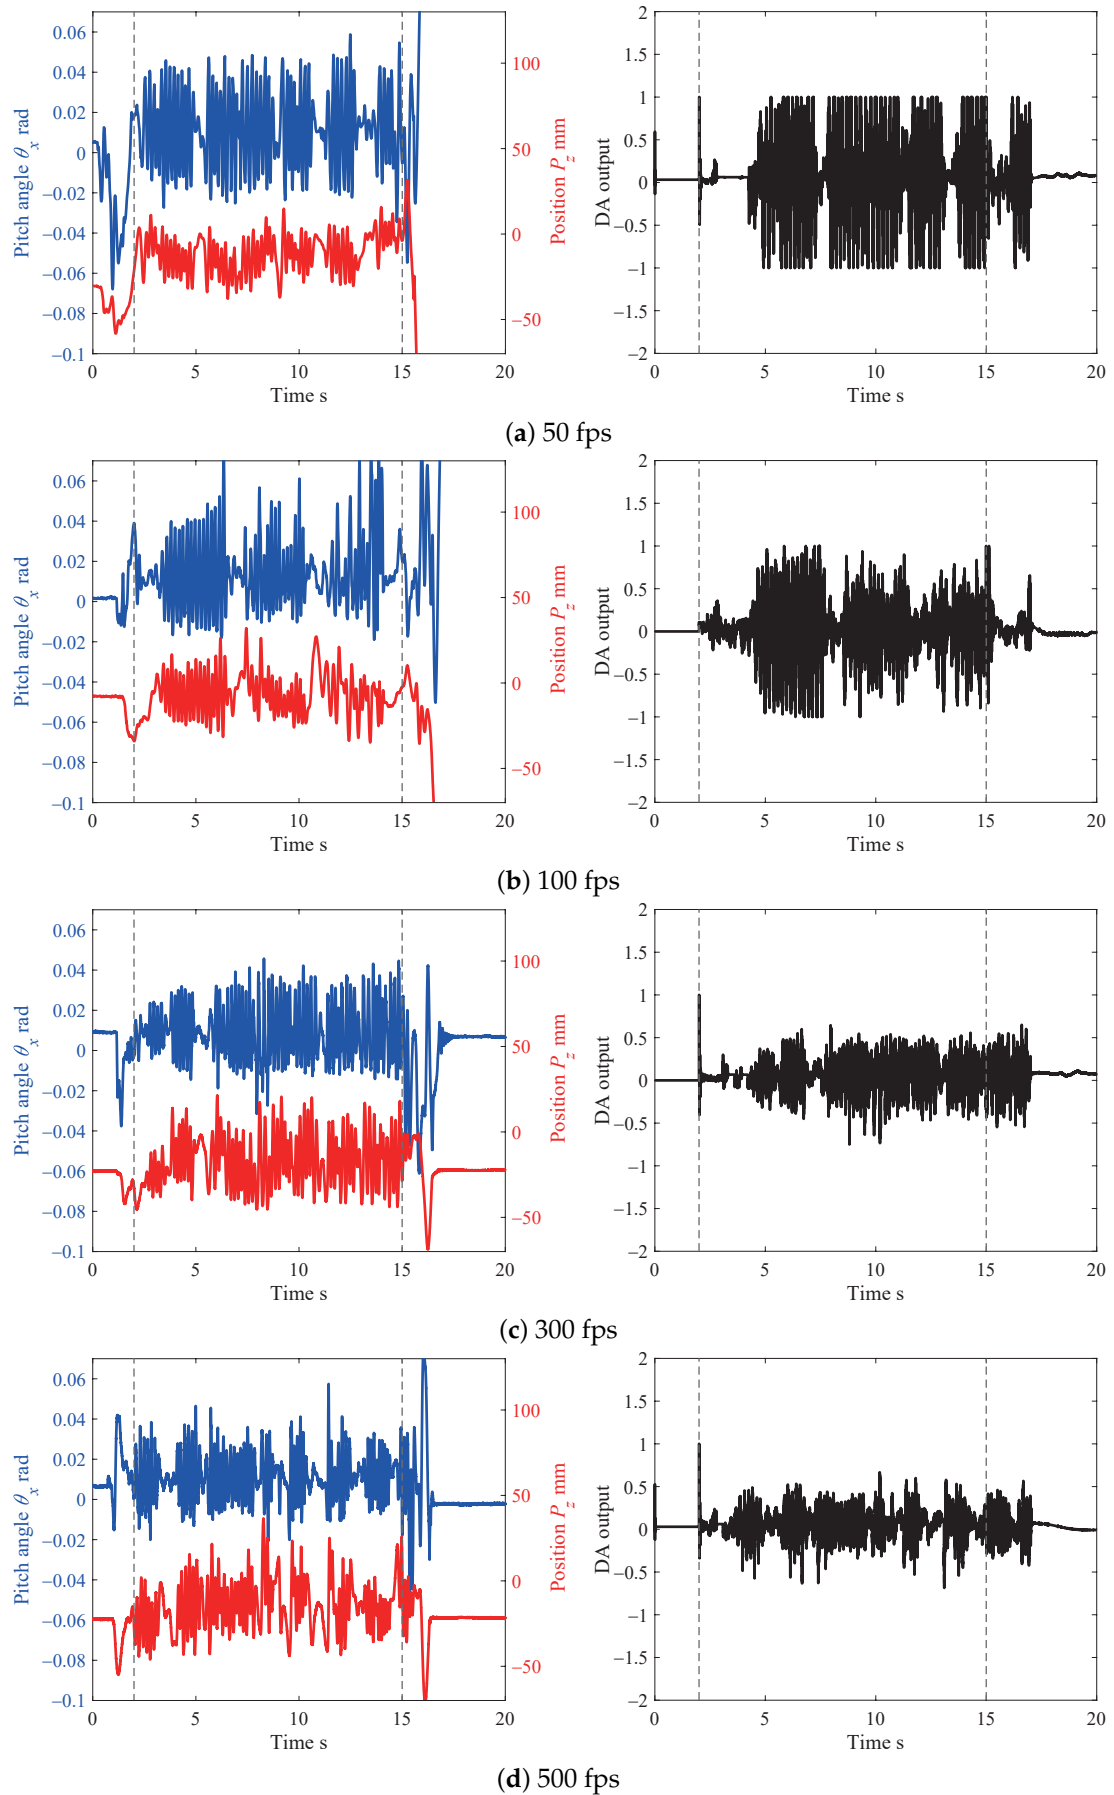 0.06
0.04
0.02
0
−0.02
−0.04
−0.06
−0.08
−0.1
Pitch angle θx rad
100
50
0
−50
Position Pz mm
0 5 10 15 20
Time s
2
1.5
1
0.5
0
−0.5
−1
−1.5
−2
DA output
0 5 10 15 20
Time s
(a) 50 fps
0.06
0.04
0.02
0
−0.02
−0.04
−0.06
−0.08
−0.1
Pitch angle θx rad
100
50
0
−50
Position Pz mm
0 5 10 15 20
Time s
2
1.5
1
0.5
0
−0.5
−1
−1.5
−2
DA output
0 5 10 15 20
Time s
(b) 100 fps
0.06
0.04
0.02
0
−0.02
−0.04
−0.06
−0.08
−0.1
Pitch angle θx rad
100
50
0
−50
Position Pz mm
0 5 10 15 20
Time s
2
1.5
1
0.5
0
−0.5
−1
−1.5
−2
DA output
0 5 10 15 20
Time s
(c) 300 fps
0.06
0.04
0.02
0
−0.02
−0.04
−0.06
−0.08
−0.1
Pitch angle θx rad
100
50
0
−50
Position Pz mm
0 5 10 15 20
Time s
2
1.5
1
0.5
0
−0.5
−1
−1.5
−2
DA output
0 5 10 15 20
Time s
(d) 500 fps